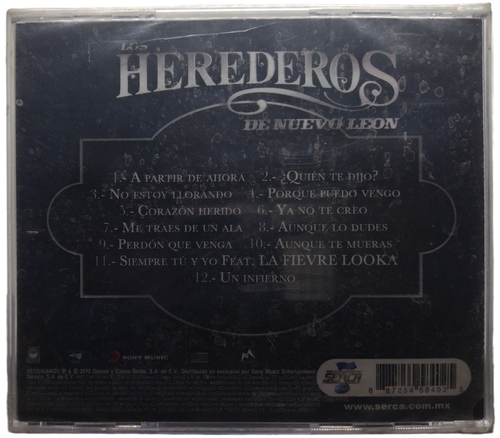 LOS
HEREDEROS
DE NUEVO LEON
1.- A PARTIR DE AHORA 2.- ¿QUIÉN TE DIJO?
3.- NO ESTOY LLORANDO 4.- PORQUE PUEDO VENGO
5.- CORAZÓN HERIDO 6.- YA NO TE CREO
7.- ME TRAES DE UN ALA 8.- AUNQUE LO DUDES
9.- PERDÓN QUE VENGA 10.- AUNQUE TE MUERAS
11.- SIEMPRE TÚ Y YO FEAT. LA FIEVRE LOOKA
12.- UN INFIERNO
SONY MUSIC
SERCA
www.serca.com.mx